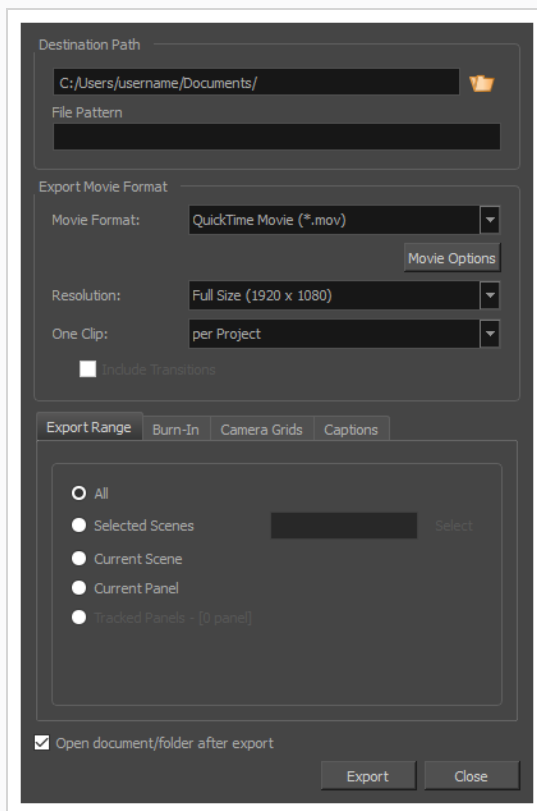 Destination Path
C:/Users/username/Documents/
File Pattern
Export Movie Format
Movie Format: QuickTime Movie (*.mov)
Movie Options
Resolution: Full Size (1920 x 1080)
One Clip: per Project
Include Transitions
Export Range Burn-In Camera Grids Captions
All
Selected Scenes Select
Current Scene
Current Panel
Tracked Panels - [0 panel]
Open document/folder after export
Export Close